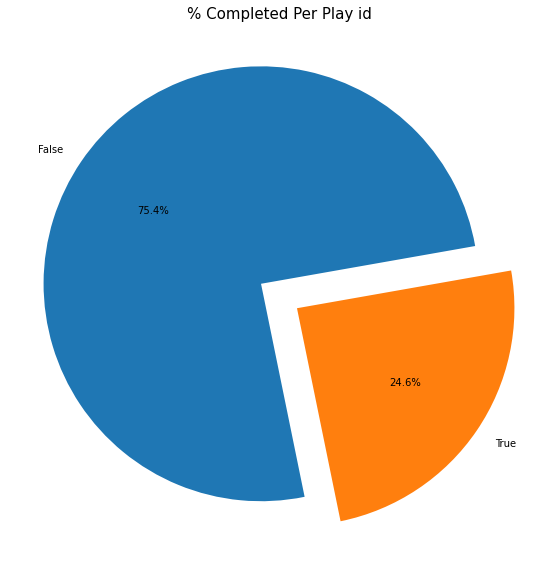 % Completed Per Play id
False
75.4%
24.6%
True